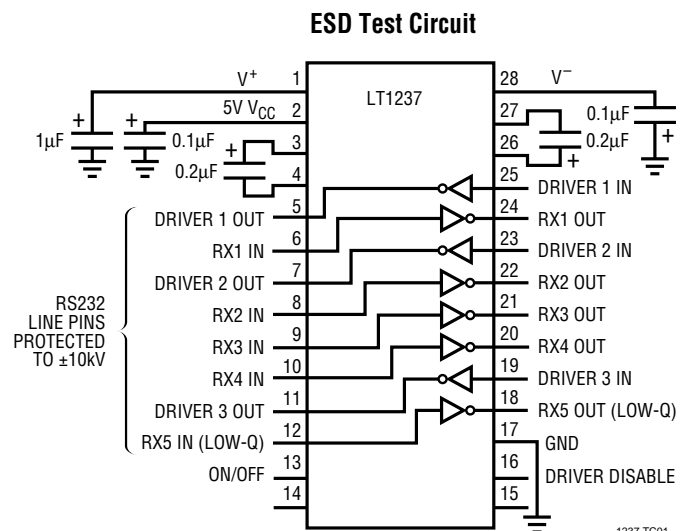 ESD Test Circuit
LT1237
V+ 1
5V VCC 2
3
4
5
6
7
8
9
10
11
12
13
14
28 V–
27
26
25
24
23
22
21
20
19
18
17
16
15
+
1µF
+
0.1µF
+
0.2µF
0.1µF
+
0.2µF
+
DRIVER 1 OUT
RX1 IN
DRIVER 2 OUT
RX2 IN
RX3 IN
RX4 IN
DRIVER 3 OUT
RX5 IN (LOW-Q)
ON/OFF
RS232
LINE PINS
PROTECTED
TO ±10kV
DRIVER 1 IN
RX1 OUT
DRIVER 2 IN
RX2 OUT
RX3 OUT
RX4 OUT
DRIVER 3 IN
RX5 OUT (LOW-Q)
GND
DRIVER DISABLE